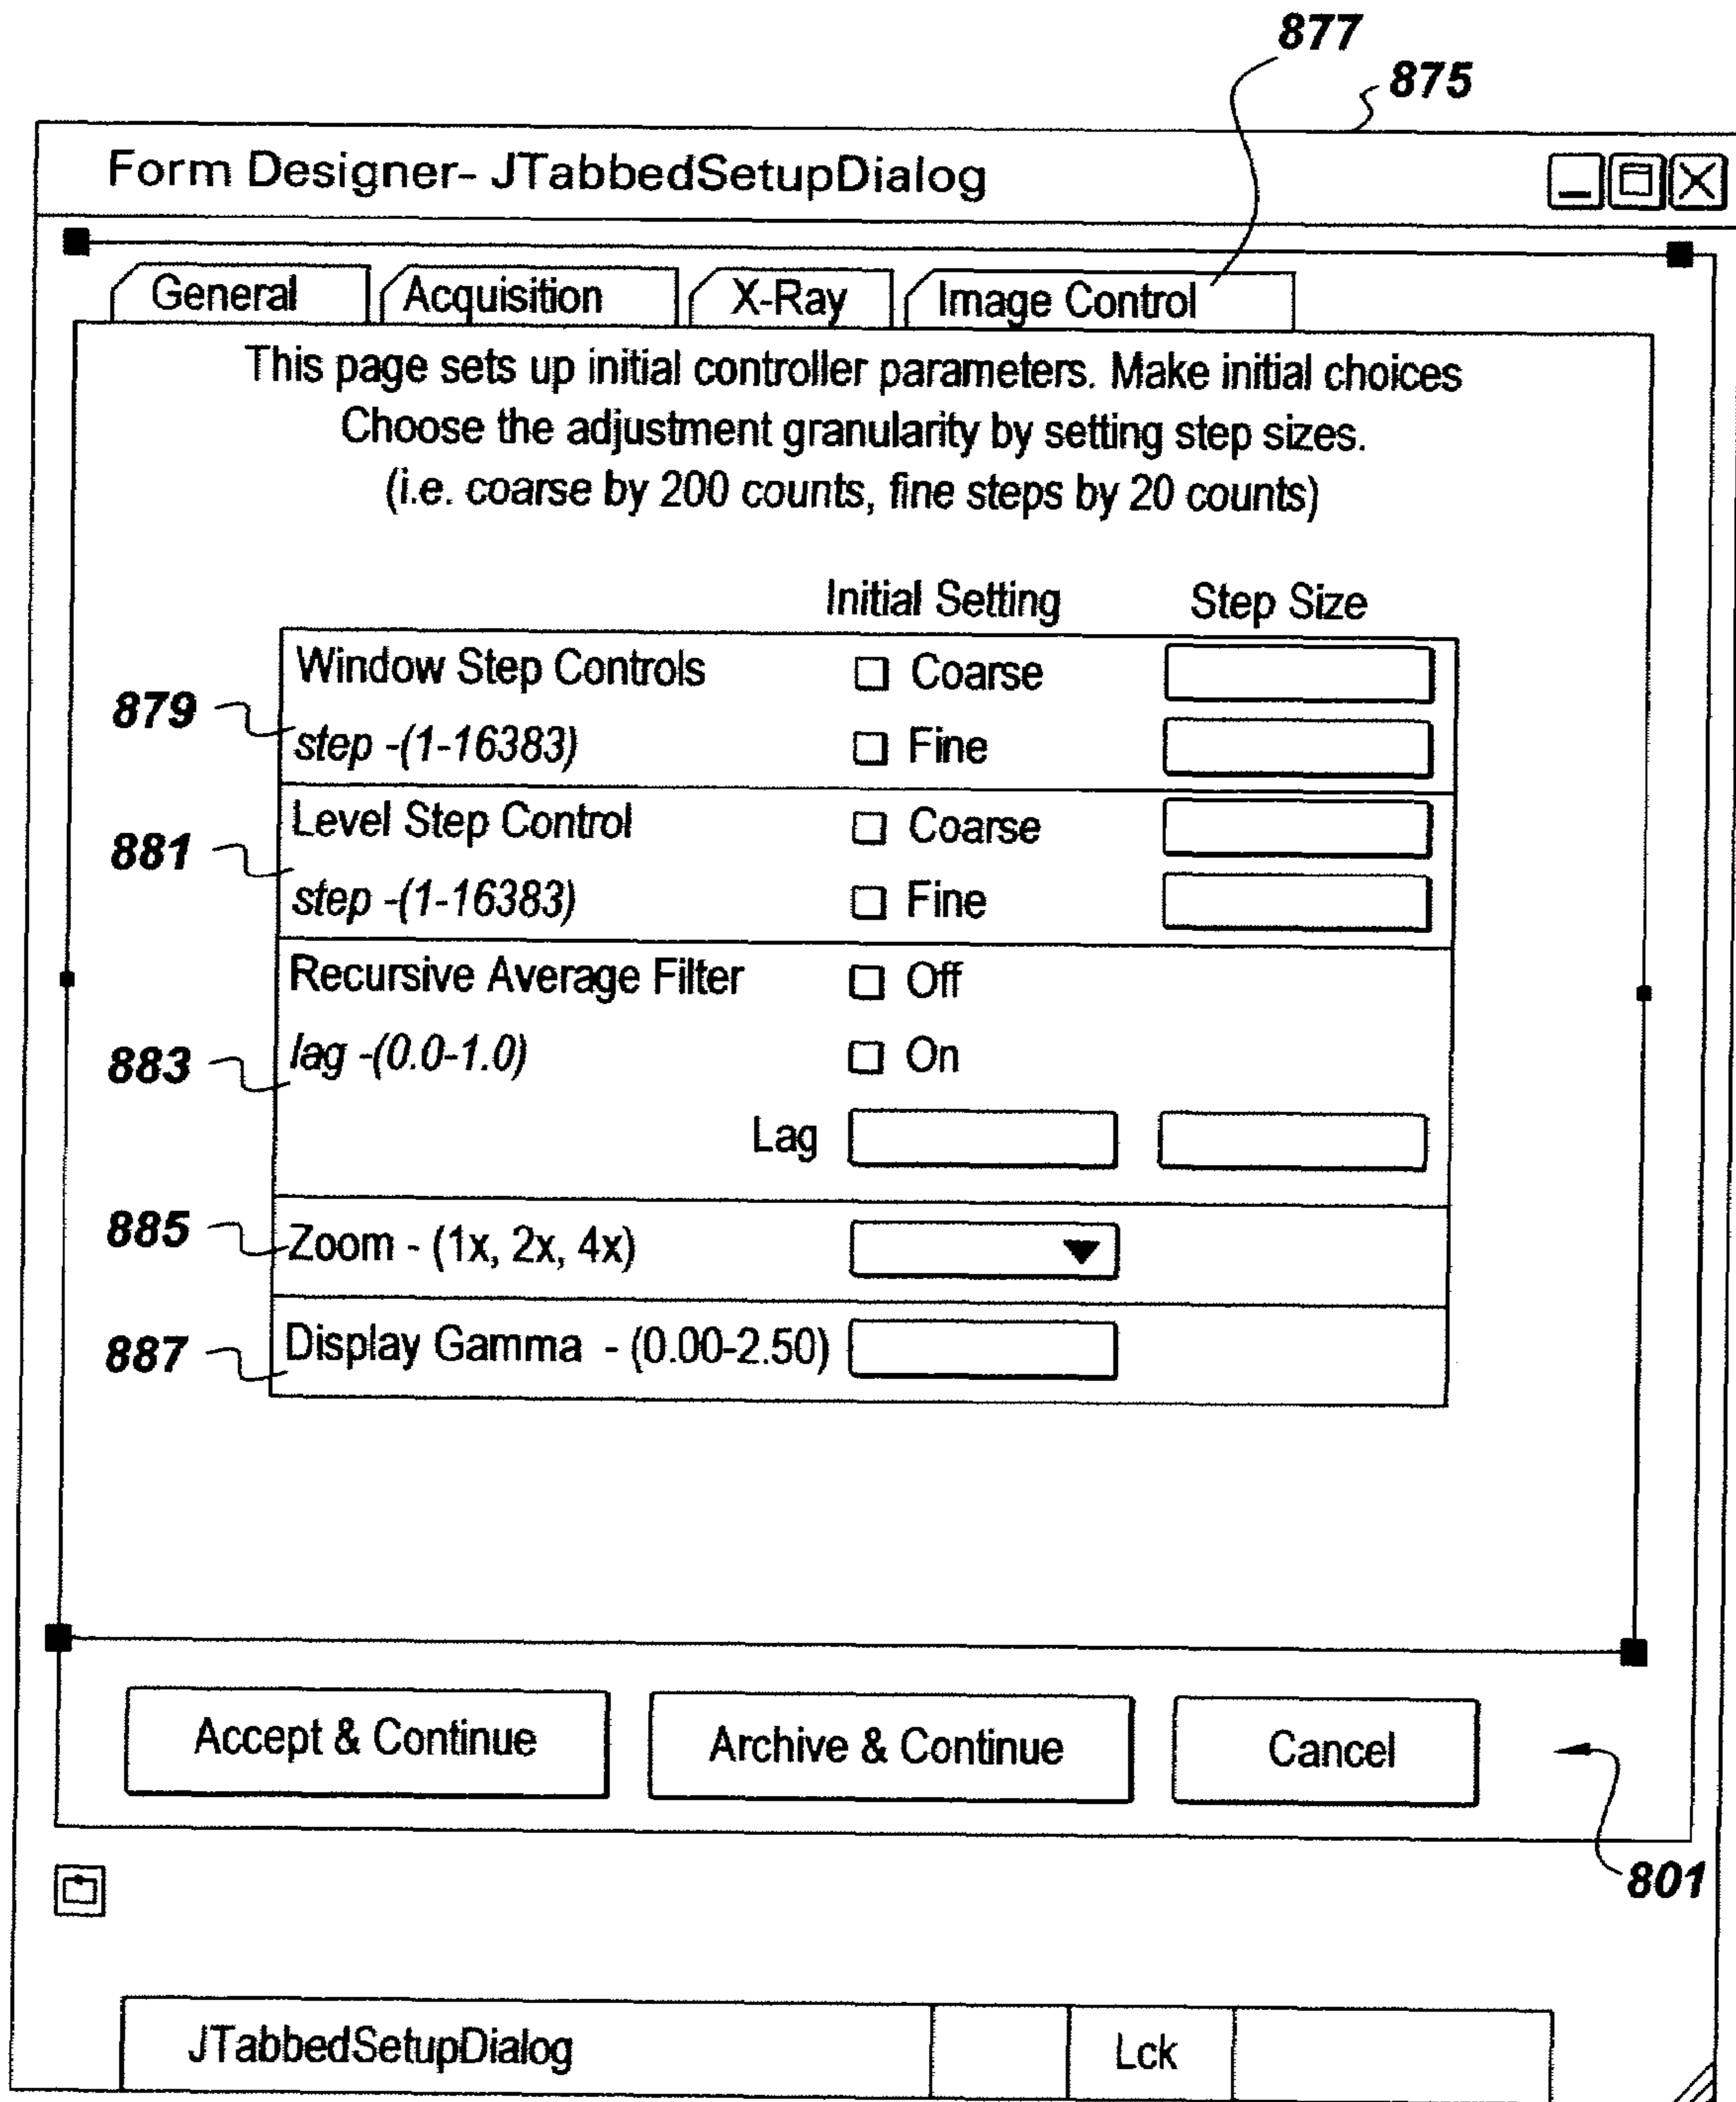 877
875
Form Designer- JTabbedSetupDialog
General Acquisition X-Ray Image Control
This page sets up initial controller parameters. Make initial choices
Choose the adjustment granularity by setting step sizes.
(i.e. coarse by 200 counts, fine steps by 20 counts)
Initial Setting Step Size
Window Step Controls Coarse
879 step -(1-16383) Fine
Level Step Control Coarse
881
step -(1-16383) Fine
Recursive Average Filter Off
883 lag -(0.0-1.0) On
Lag
885 Zoom - (1x, 2x, 4x)
887 Display Gamma - (0.00-2.50)
Accept & Continue Archive & Continue Cancel
801
JTabbedSetupDialog Lck